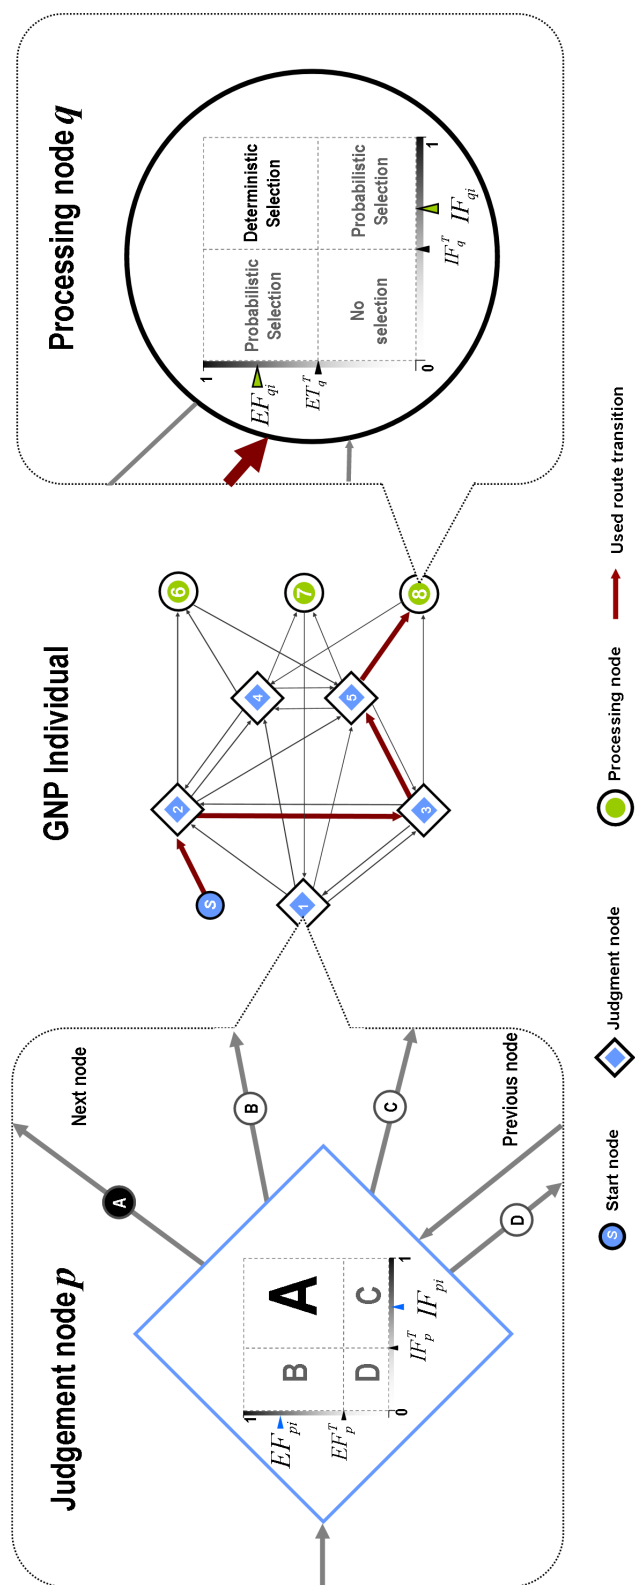 Judgement node p
Next node
Previous node
A
B
C
D
1
B
A
D
C
0
1
EF_pi
EF_p^T
IF_p^T
IF_pi
GNP Individual
S
1
2
3
4
5
6
7
8
Processing node q
1
Probabilistic
Selection
Deterministic
Selection
No
selection
Probabilistic
Selection
0
1
EF_qi
ET_q^T
IF_q^T
IF_qi
S
Start node
Judgment node
Processing node
Used route transition